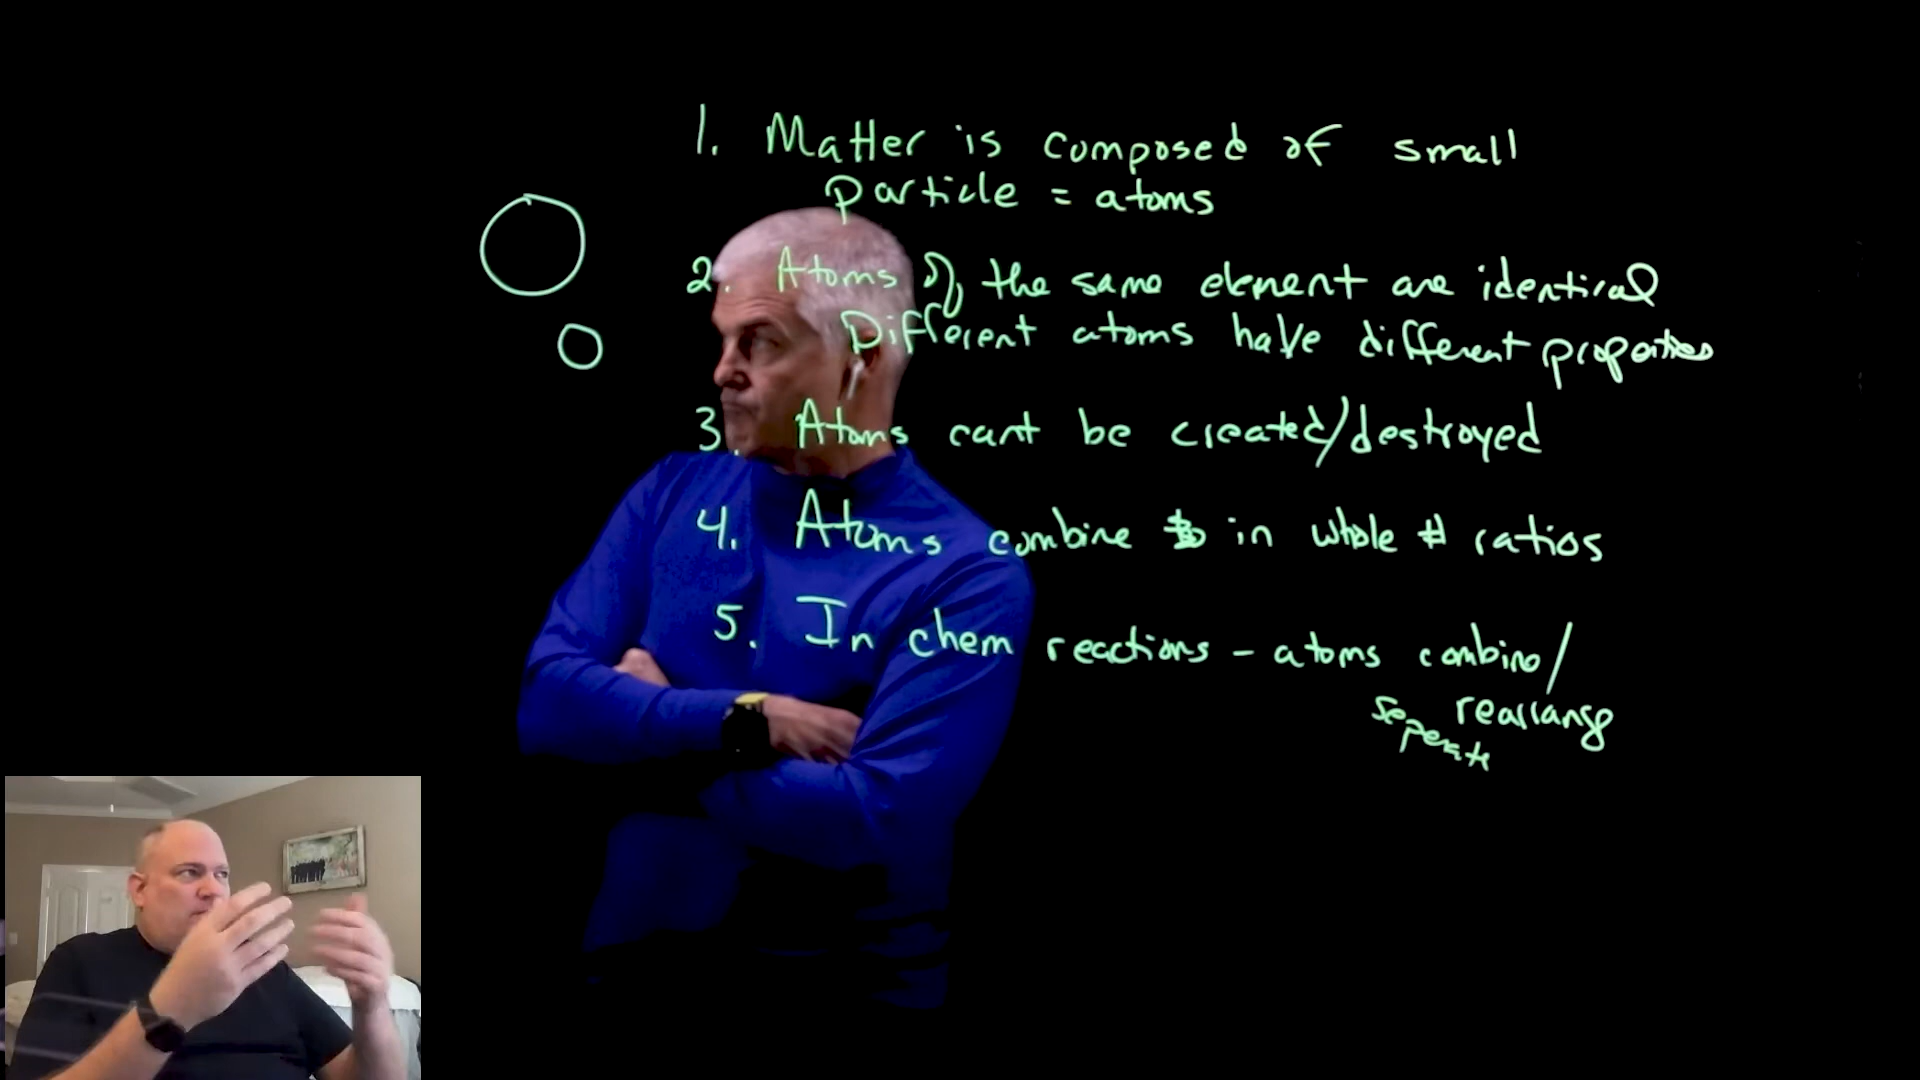 1. Matter is composed of small
particle = atoms
2. Atoms of the same element are identical
Different atoms have different properties
3. Atoms cant be created/destroyed
4. Atoms combine in whole # ratios
5. In chem reactions - atoms combine/
rearrange
seperate